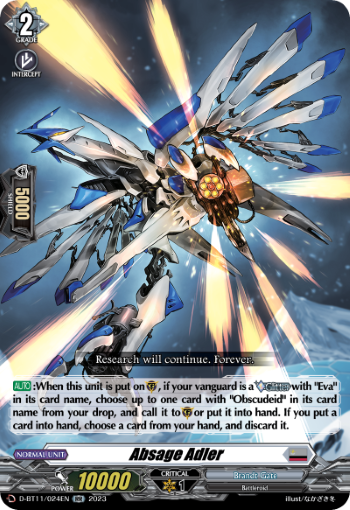 2
GRADE
INTERCEPT
5000
SHIELD
Research will continue. Forever.
AUTO :When this unit is put on , if your vanguard is a with "Eva"
in its card name, choose up to one card with "Obscudeid" in its card
name from your drop, and call it to or put it into hand. If you put a
card into hand, choose a card from your hand, and discard it.
NORMAL UNIT
Absage Adler
POWER 10000
CRITICAL
1
Brandt Gate
Battleroid
D-BT11/024EN RR 2023
illust/なかざき冬